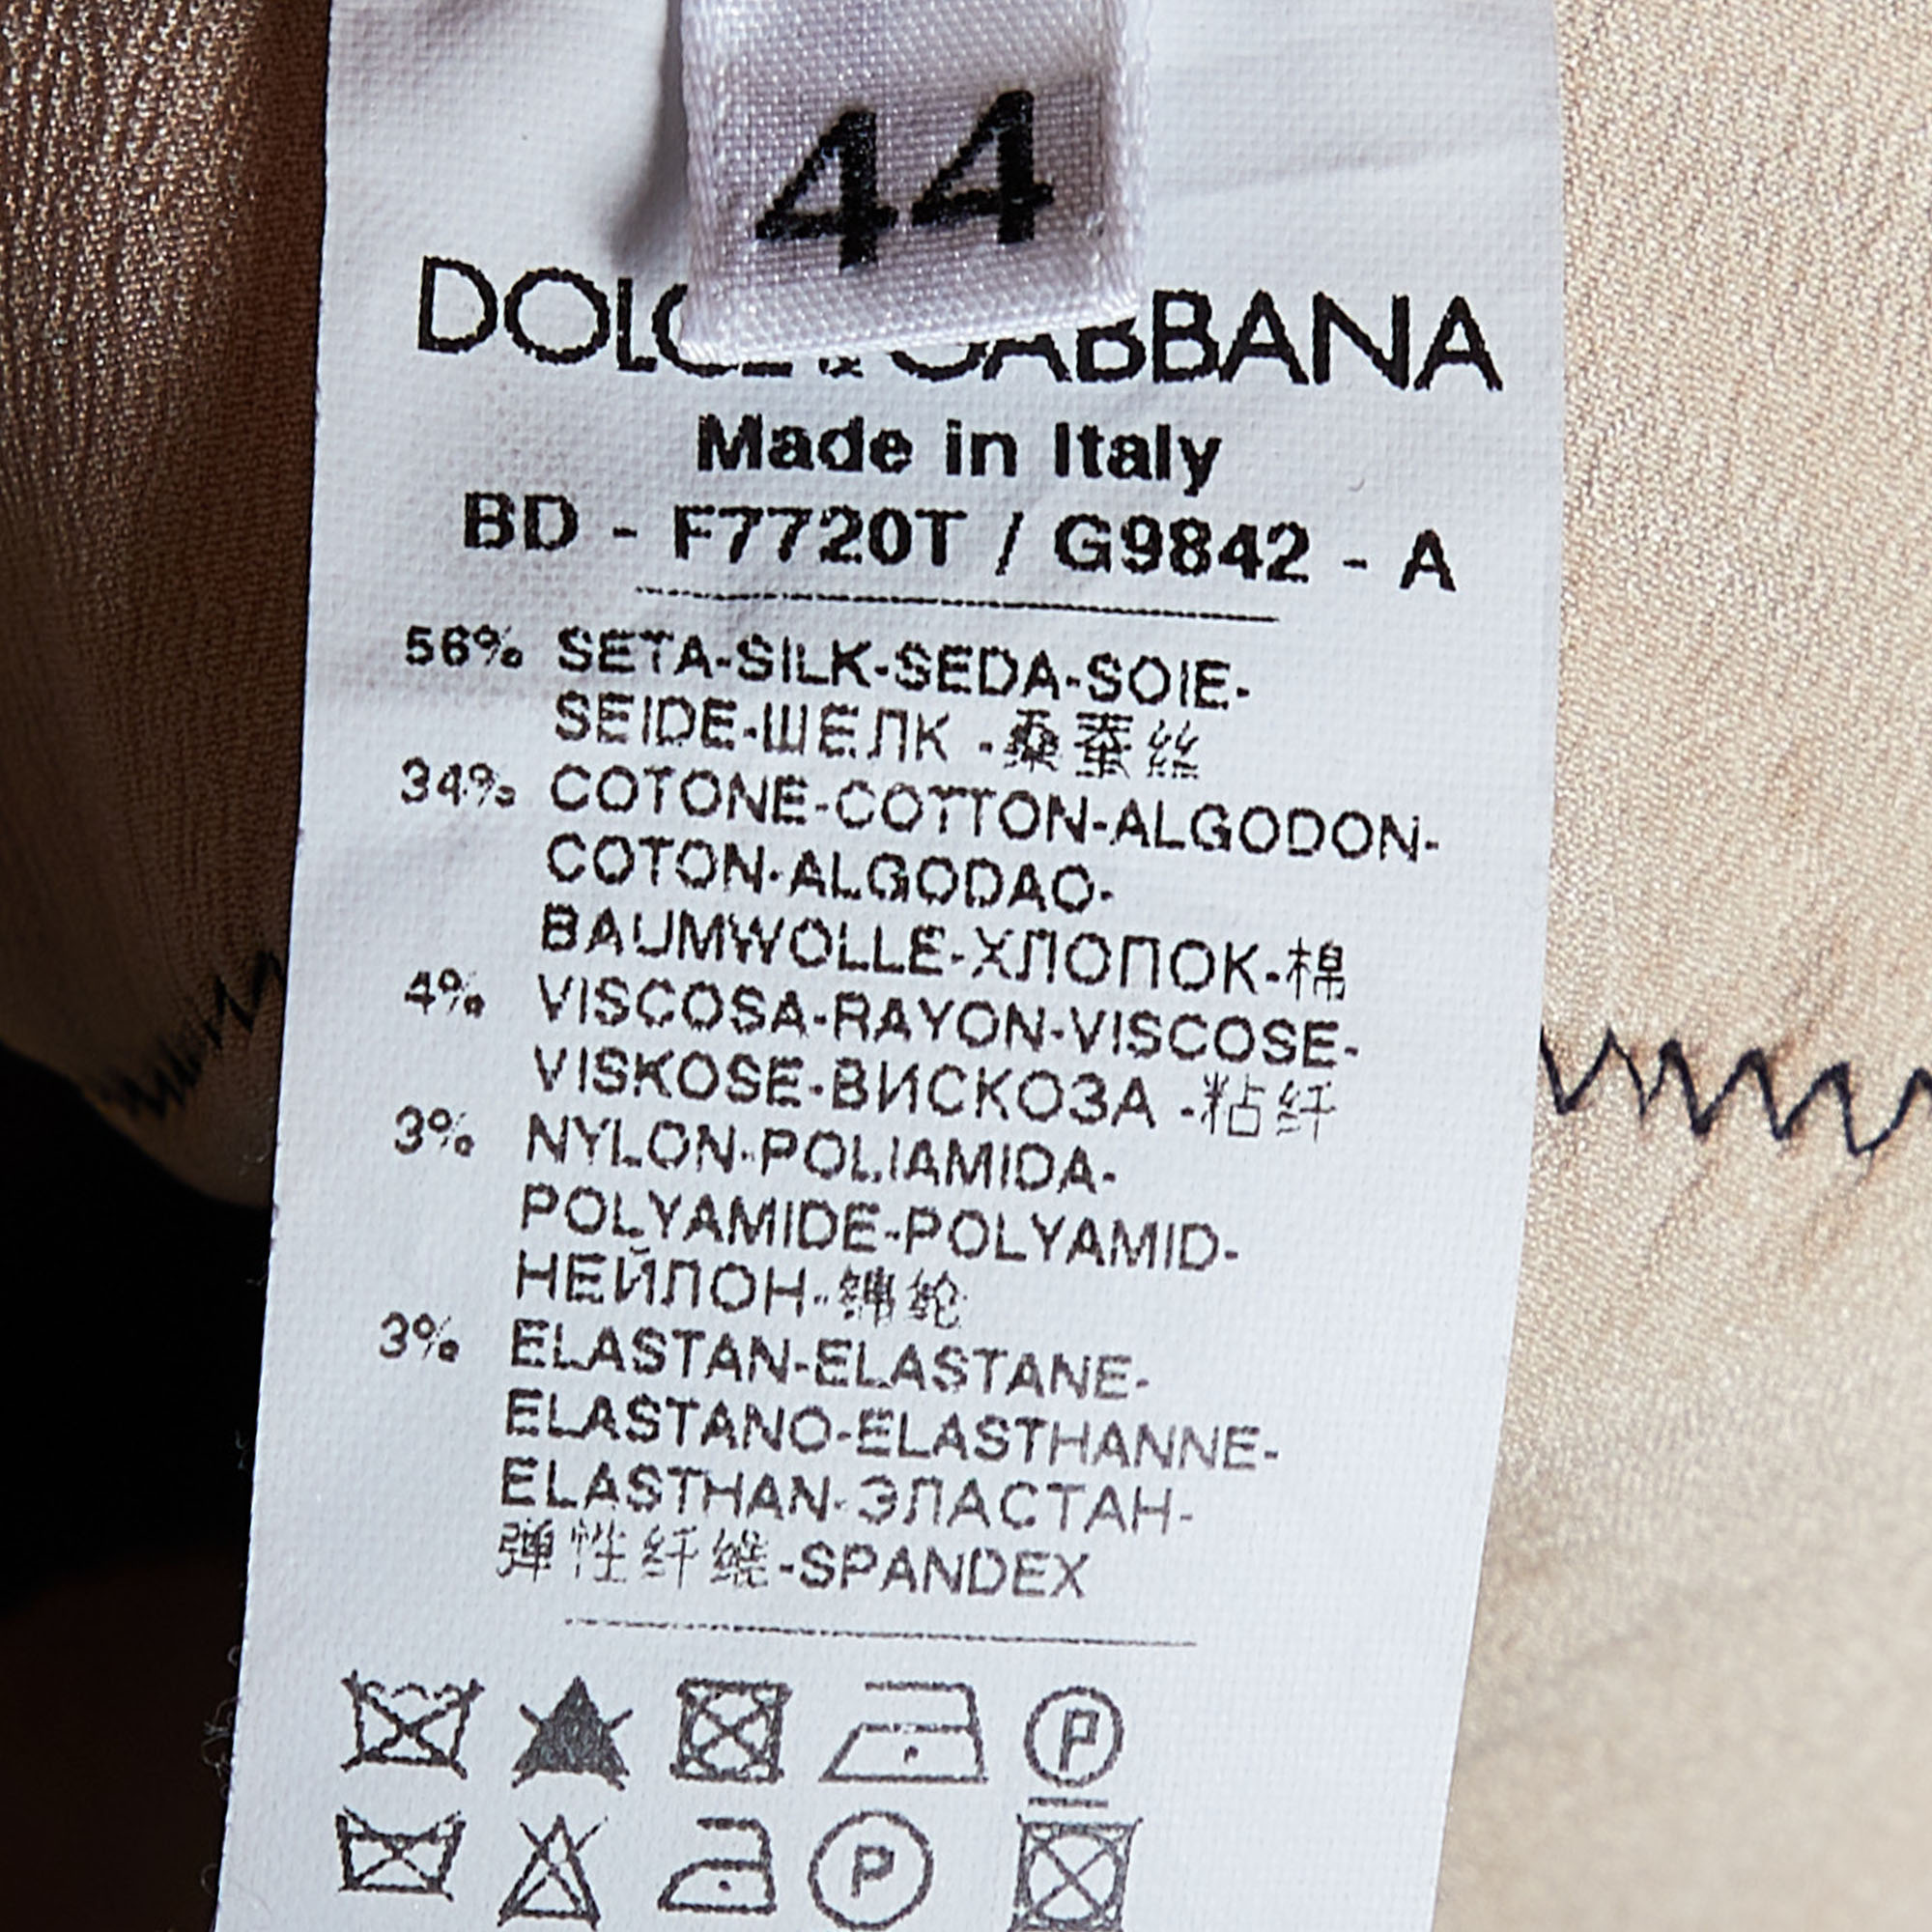 44
DOLCE & GABBANA
Made in Italy
BD - F7720T / G9842 - A
56% SETA-SILK-SEDA-SOIE-
SEIDE-ШЕЛК -桑蚕丝
34% COTONE-COTTON-ALGODON-
COTON-ALGODAO-
BAUMWOLLE-ХЛОПОК-棉
4% VISCOSA-RAYON-VISCOSE-
VISKOSE-ВИСКОЗА -粘纤
3% NYLON-POLIAMIDA-
POLYAMIDE-POLYAMID-
НЕЙЛОН-锦纶
3% ELASTAN-ELASTANE-
ELASTANO-ELASTHANNE-
ELASTHAN-ЭЛАСТАН-
弹性纤维-SPANDEX
P
P